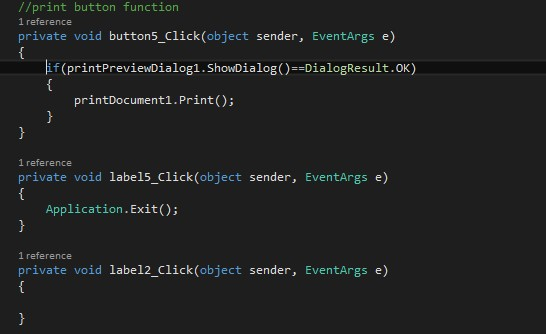 //print button function
1 reference
private void button5_Click(object sender, EventArgs e)
{
if(printPreviewDialog1.ShowDialog()==DialogResult.OK)
{
printDocument1.Print();
}
}
1 reference
private void label5_Click(object sender, EventArgs e)
{
Application.Exit();
}
1 reference
private void label2_Click(object sender, EventArgs e)
{
}